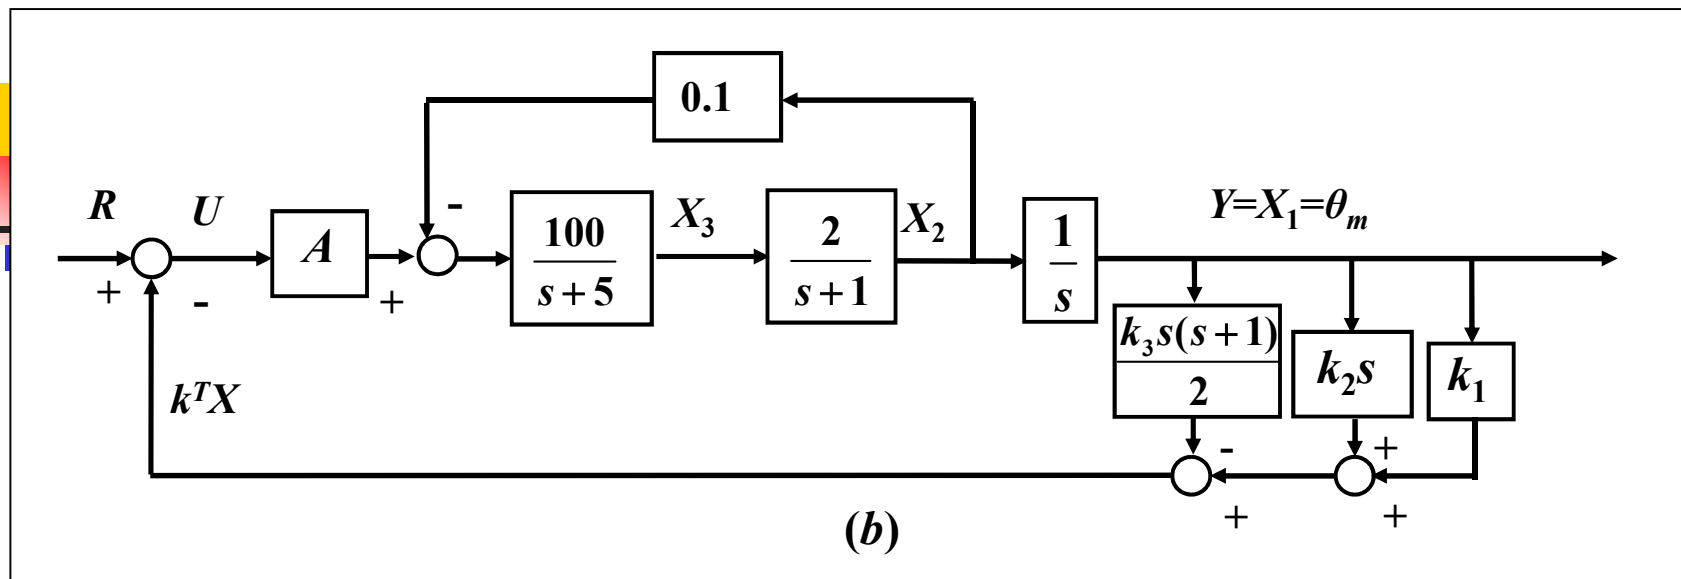 0.1
R
+
-
U
A
+
-
100
s+5
X₃
2
s+1
X₂
1
s
Y=X₁=θₘ
k₃s(s+1)
2
k₂s
k₁
kᵀX
-
+
+
+
(b)